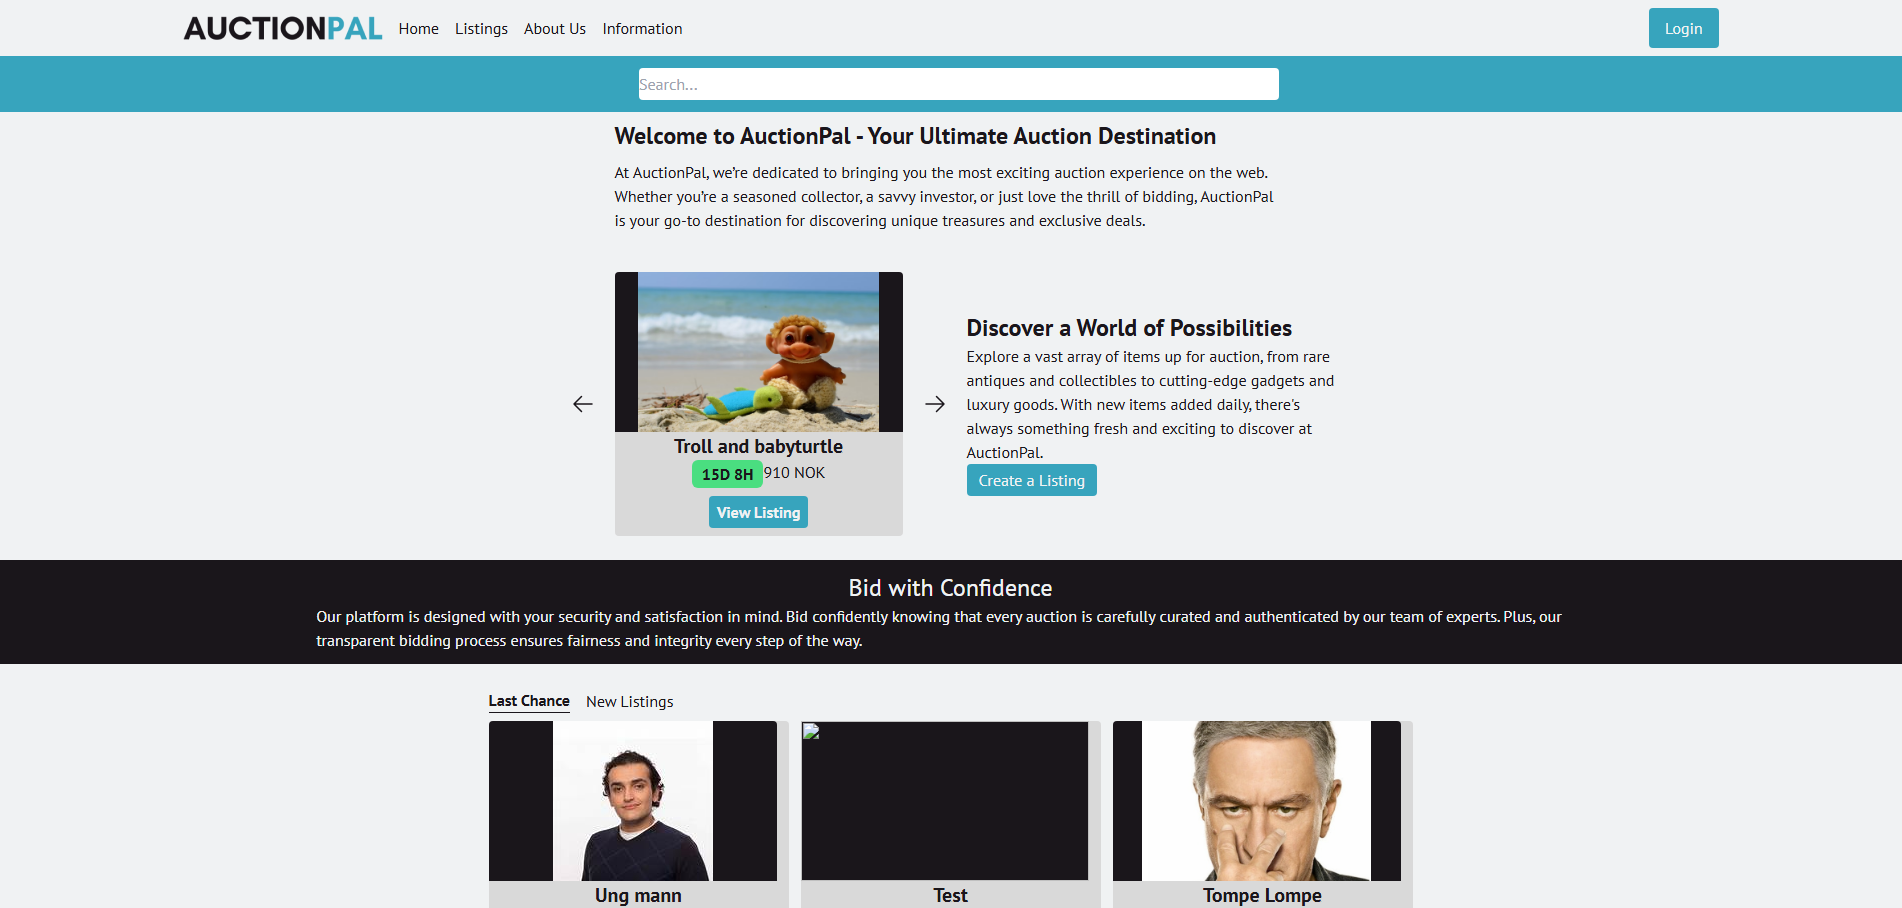 AUCTIONPAL Home Listings About Us Information Login
Search...
Welcome to AuctionPal - Your Ultimate Auction Destination
At AuctionPal, we’re dedicated to bringing you the most exciting auction experience on the web.
Whether you’re a seasoned collector, a savvy investor, or just love the thrill of bidding, AuctionPal
is your go-to destination for discovering unique treasures and exclusive deals.
Troll and babyturtle
15D 8H 910 NOK
View Listing
Discover a World of Possibilities
Explore a vast array of items up for auction, from rare
antiques and collectibles to cutting-edge gadgets and
luxury goods. With new items added daily, there's
always something fresh and exciting to discover at
AuctionPal.
Create a Listing
Bid with Confidence
Our platform is designed with your security and satisfaction in mind. Bid confidently knowing that every auction is carefully curated and authenticated by our team of experts. Plus, our
transparent bidding process ensures fairness and integrity every step of the way.
Last Chance New Listings
Ung mann
Test
Tompe Lompe